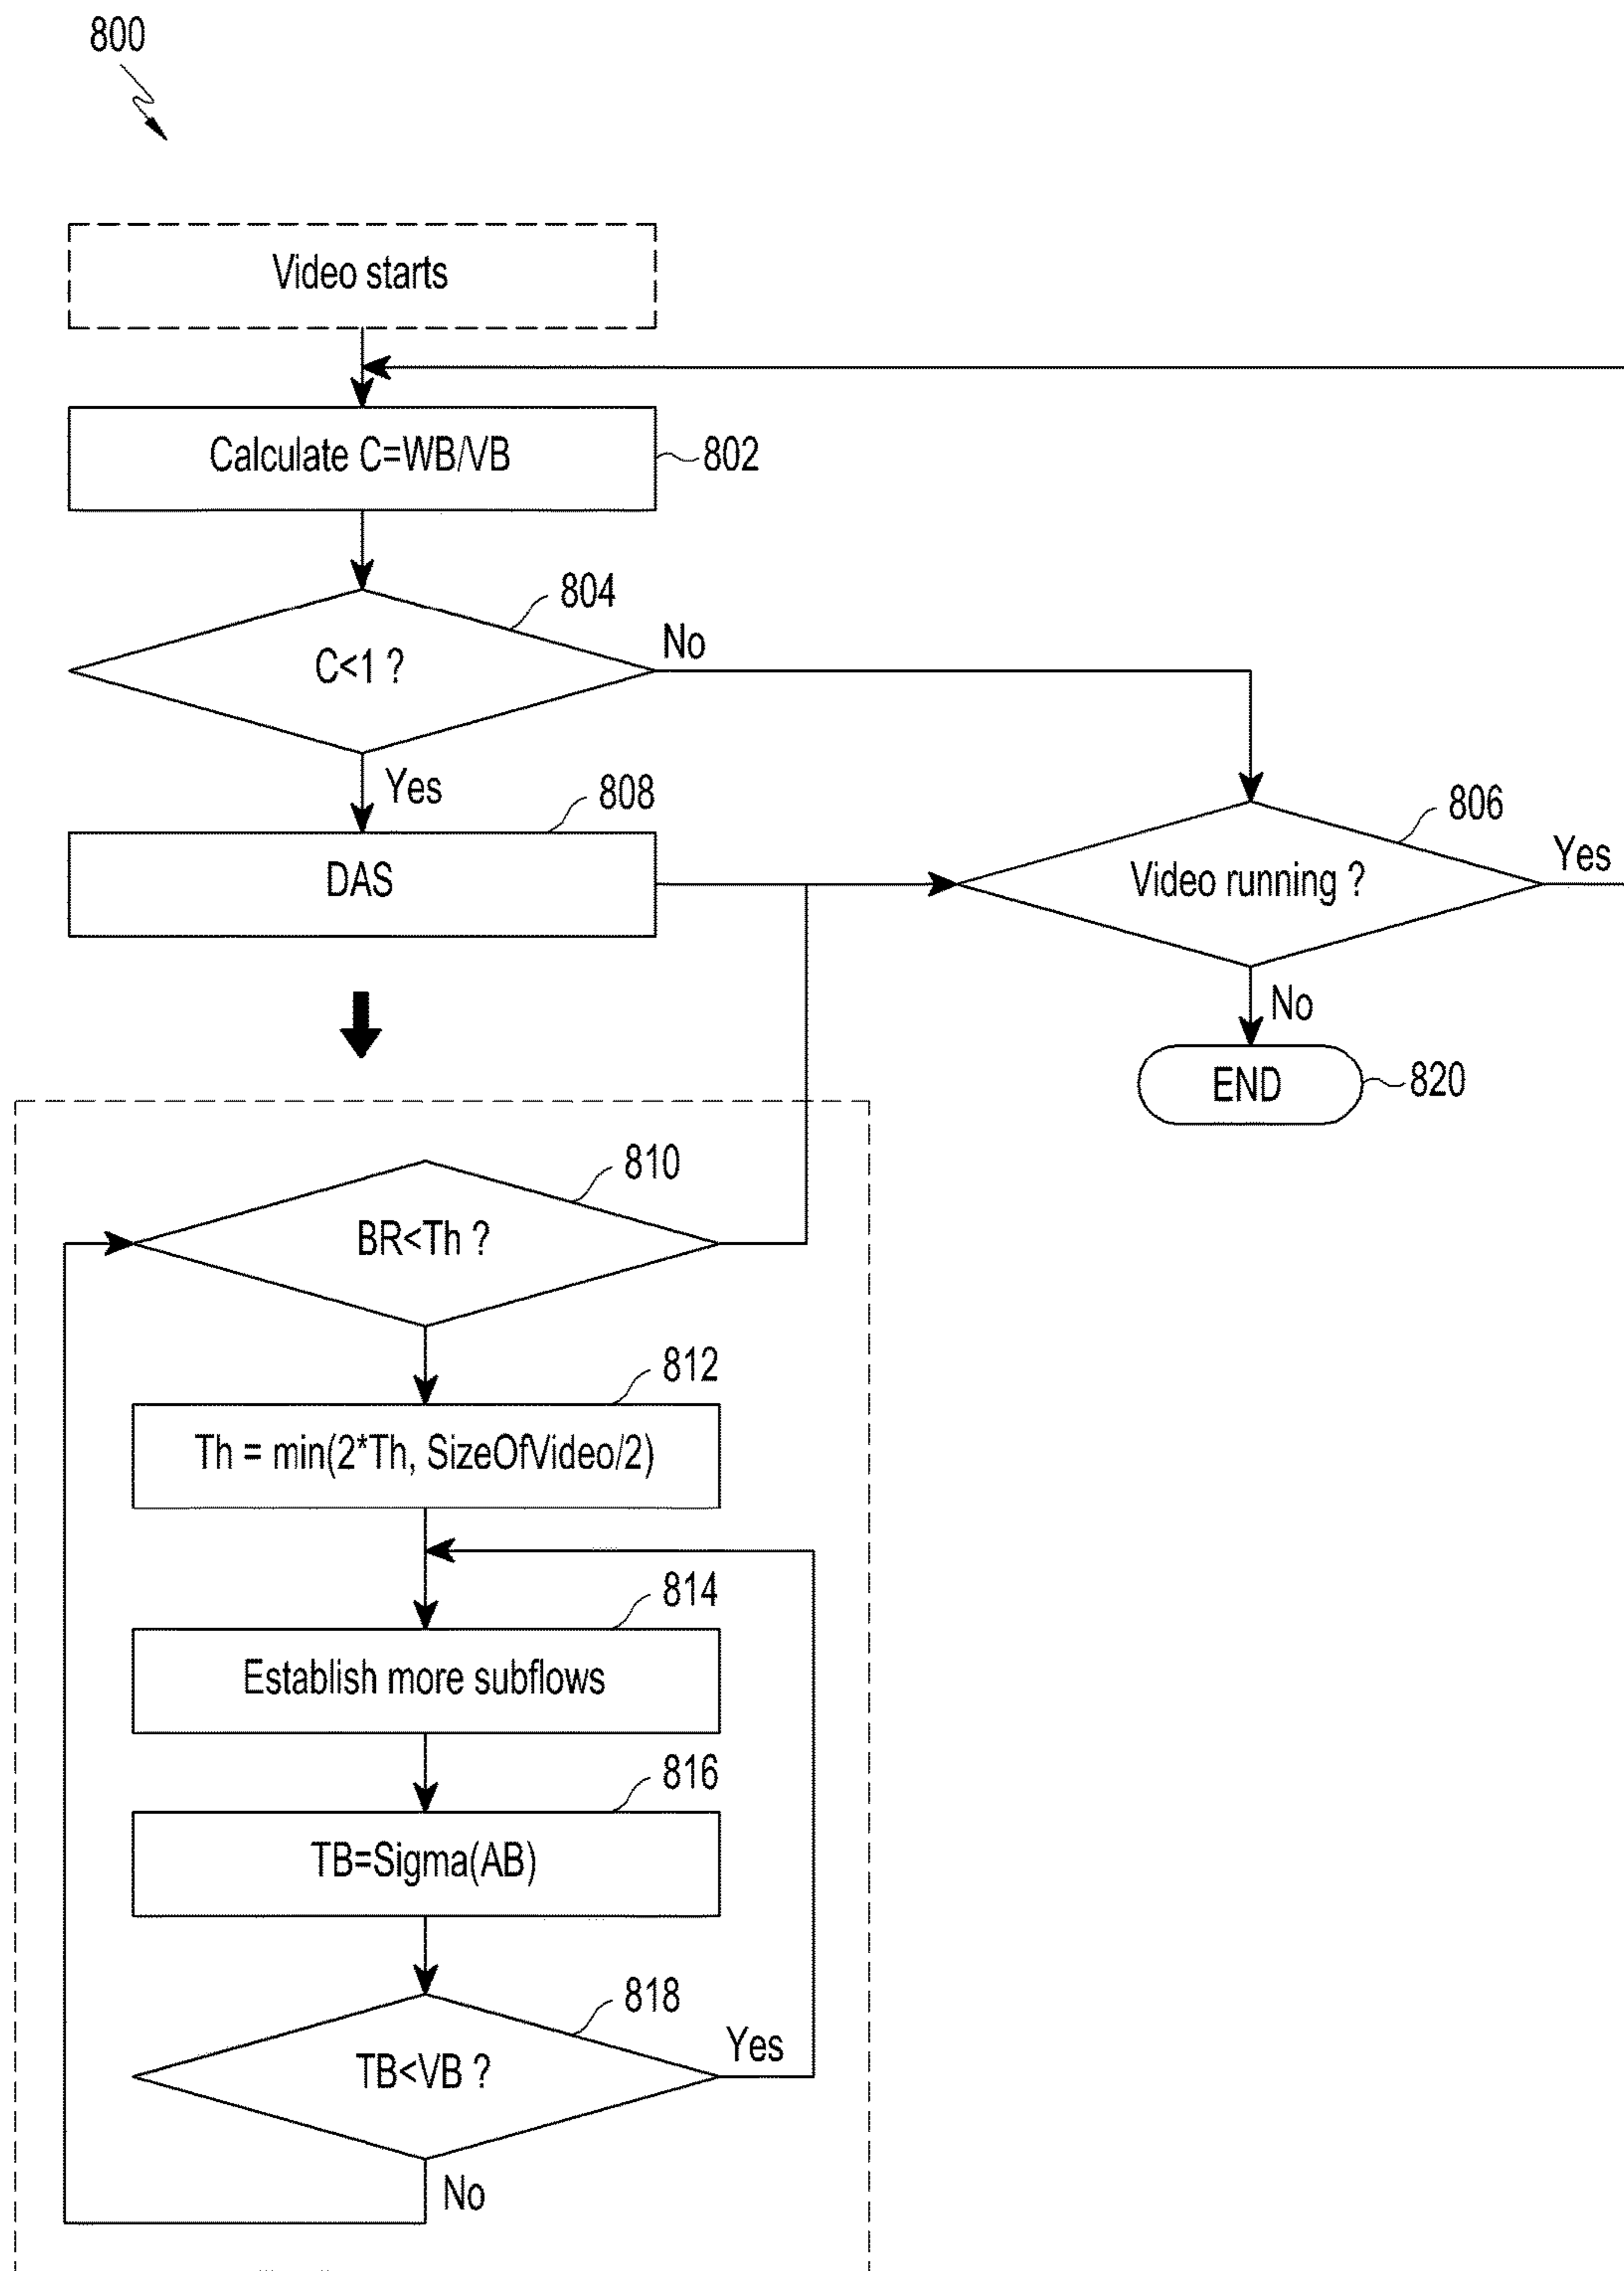 800
Video starts
Calculate C=WB/VB
802
804
C<1 ?
No
Yes
808
DAS
806
Video running ?
Yes
No
END
820
810
BR<Th ?
812
Th = min(2*Th, SizeOfVideo/2)
814
Establish more subflows
816
TB=Sigma(AB)
818
TB<VB ?
Yes
No